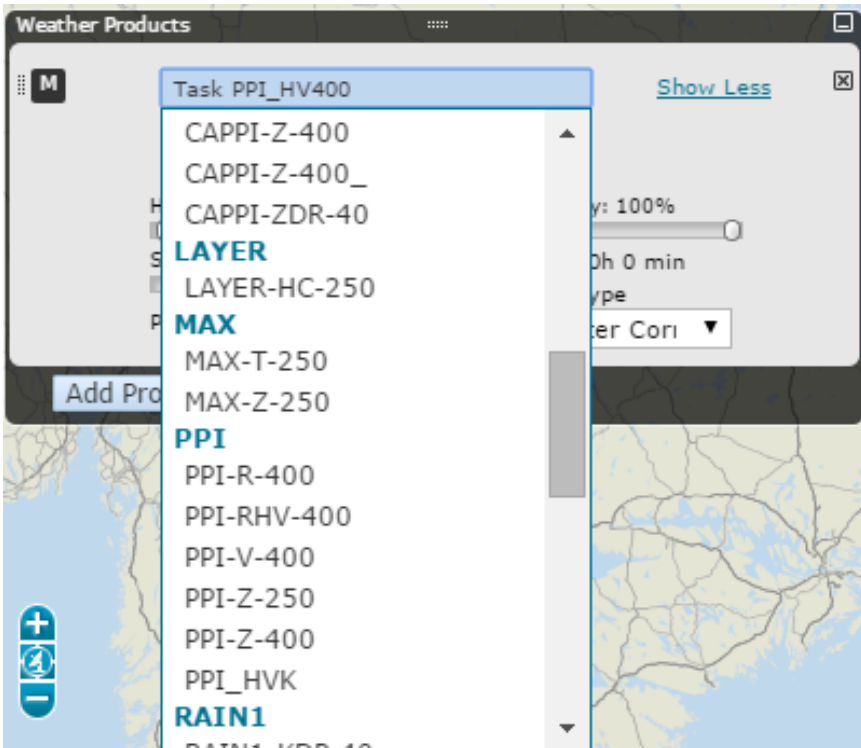 Weather Products
M
Task PPI_HV400
Show Less
CAPPI-Z-400
CAPPI-Z-400_
CAPPI-ZDR-40
y: 100%
LAYER
0h 0 min
LAYER-HC-250
ype
MAX
MAX-T-250
Add Pro
MAX-Z-250
PPI
PPI-R-400
PPI-RHV-400
PPI-V-400
PPI-Z-250
PPI-Z-400
PPI_HVK
RAIN1